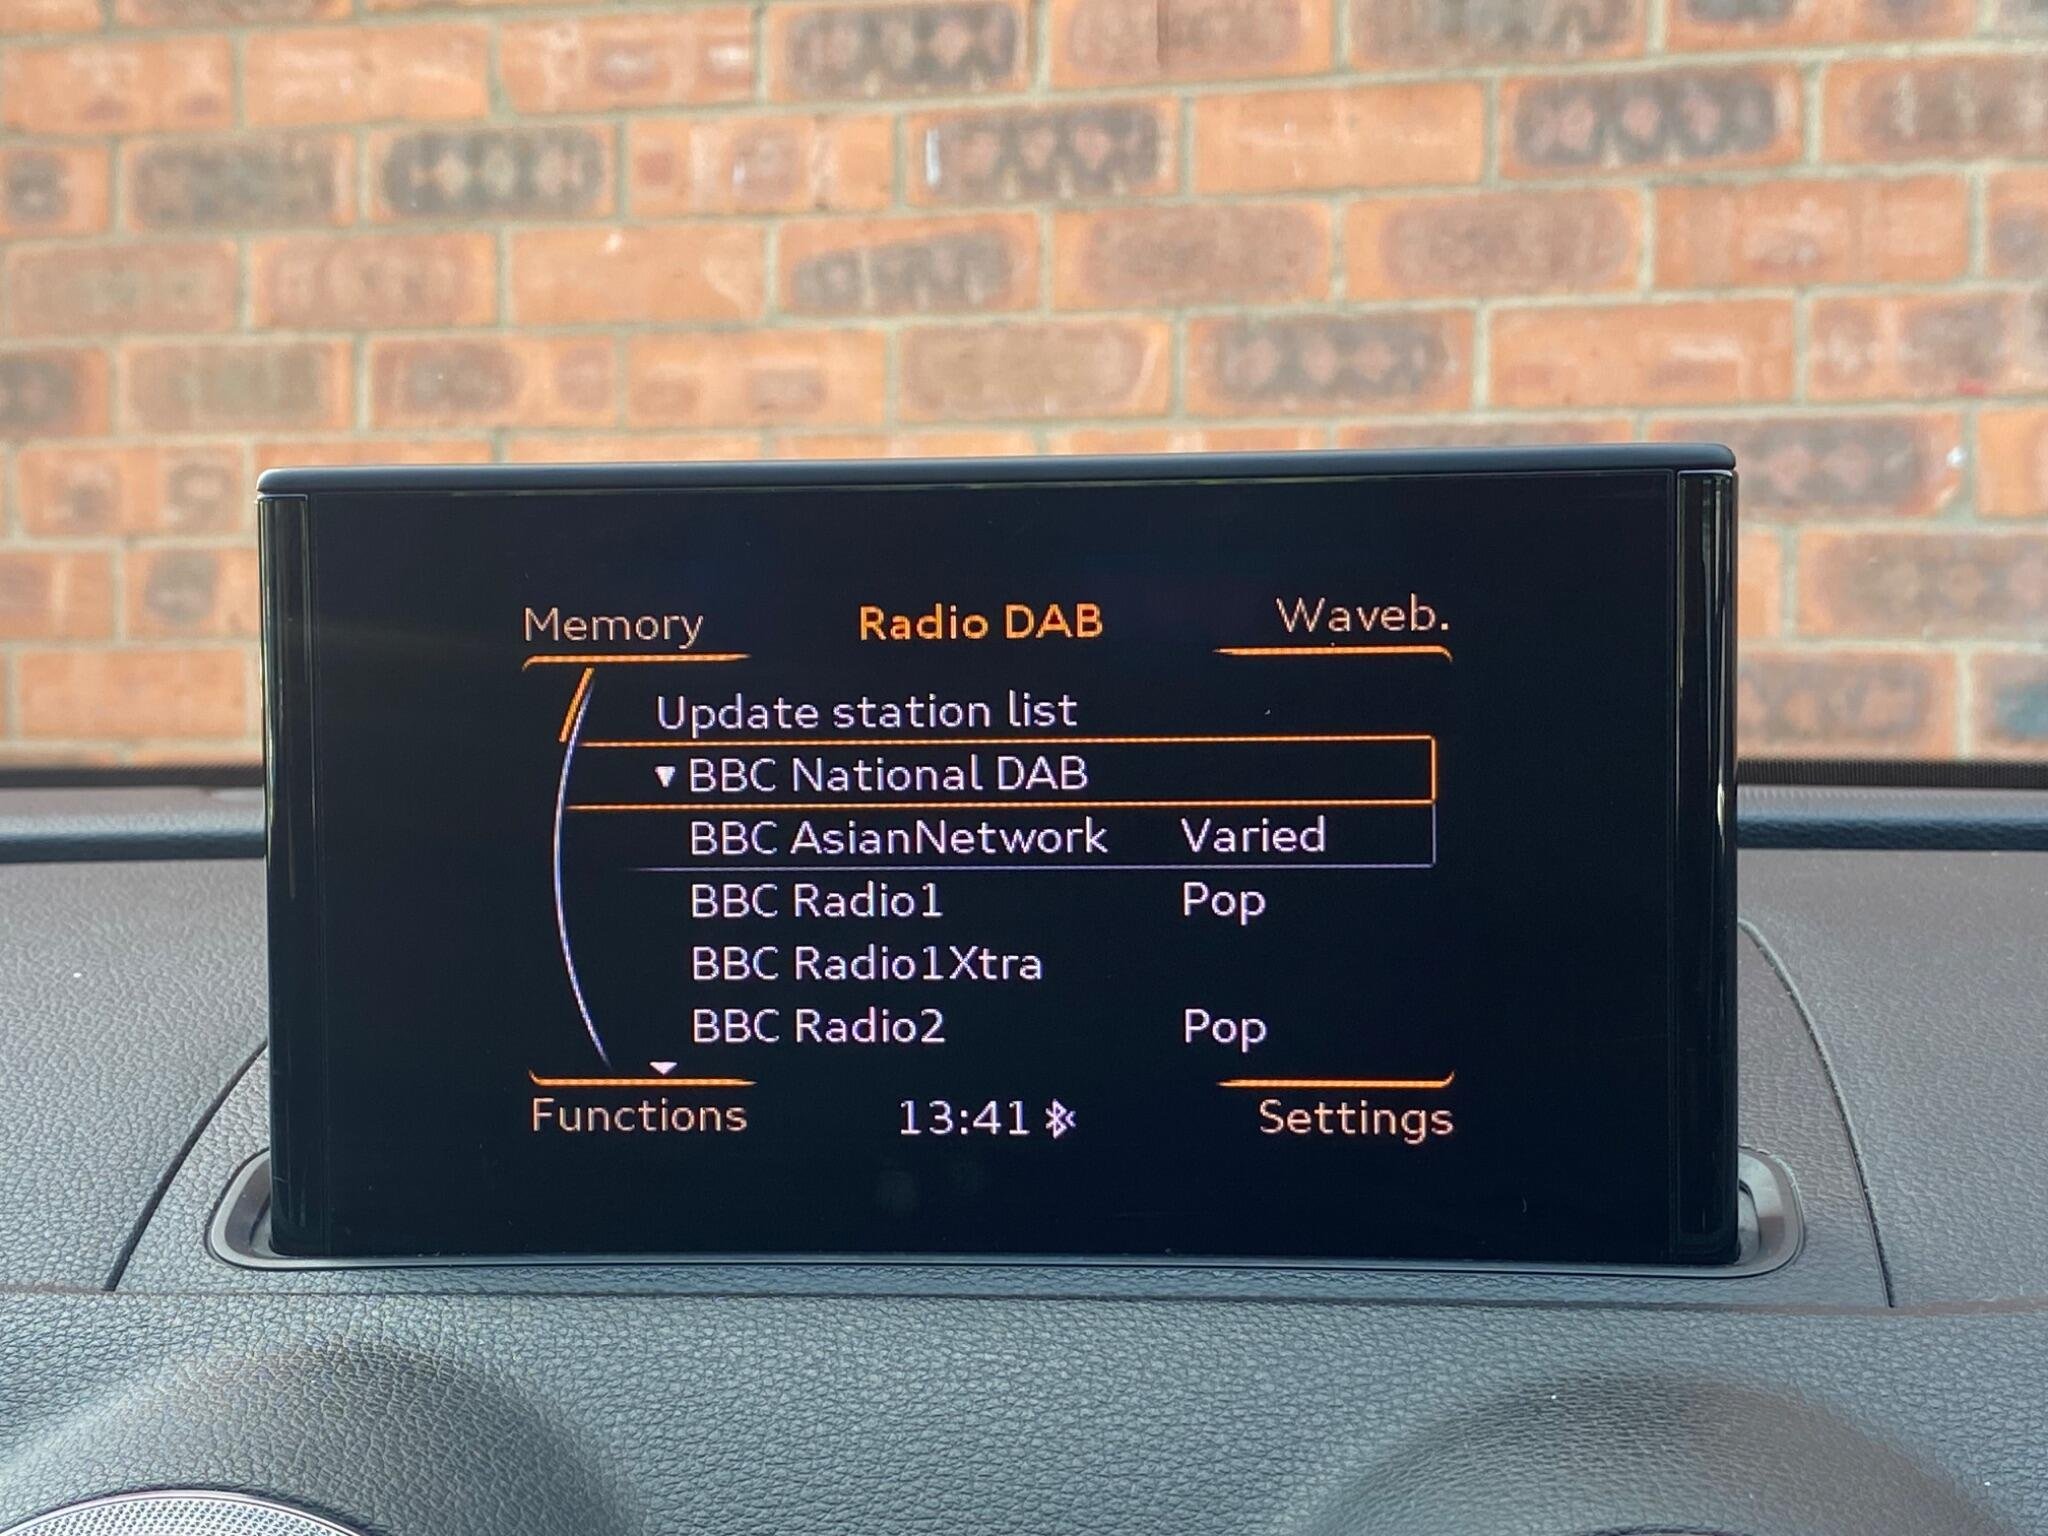 Memory Radio DAB Waveb.
Update station list
BBC National DAB
BBC AsianNetwork Varied
BBC Radio1 Pop
BBC Radio1Xtra
BBC Radio2 Pop
Functions 13:41 Settings